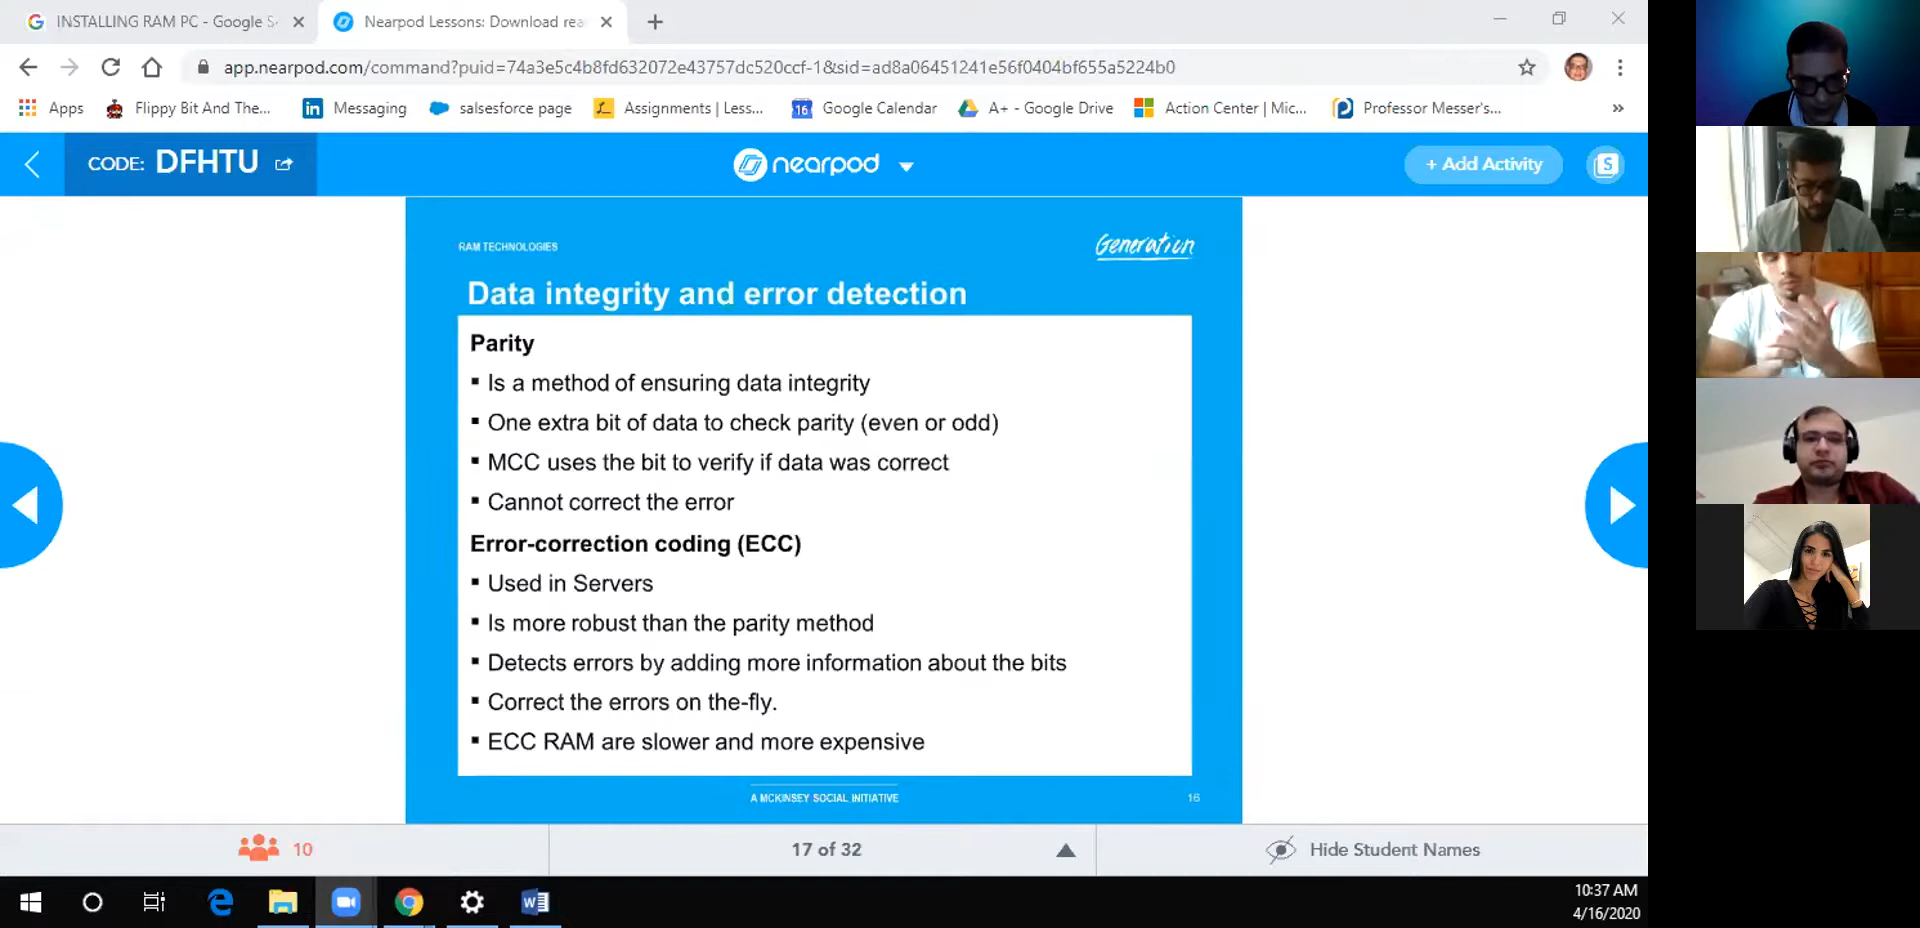 INSTALLING RAM PC - Google S
Nearpod Lessons: Download rea
app.nearpod.com/command?puid=74a3e5c4b8fd632072e43757dc520ccf-1&sid=ad8a06451241e56f0404bf655a5224b0
Apps Flippy Bit And The... Messaging salsesforce page Assignments | Less... Google Calendar A+ - Google Drive Action Center | Mic... Professor Messer's... »
CODE: DFHTU
nearpod
+ Add Activity
S
RAM TECHNOLOGIES
Generation
Data integrity and error detection
Parity
▪ Is a method of ensuring data integrity
▪ One extra bit of data to check parity (even or odd)
▪ MCC uses the bit to verify if data was correct
▪ Cannot correct the error
Error-correction coding (ECC)
▪ Used in Servers
▪ Is more robust than the parity method
▪ Detects errors by adding more information about the bits
▪ Correct the errors on the-fly.
▪ ECC RAM are slower and more expensive
A MCKINSEY SOCIAL INITIATIVE
16
10
17 of 32
Hide Student Names
10:37 AM
4/16/2020